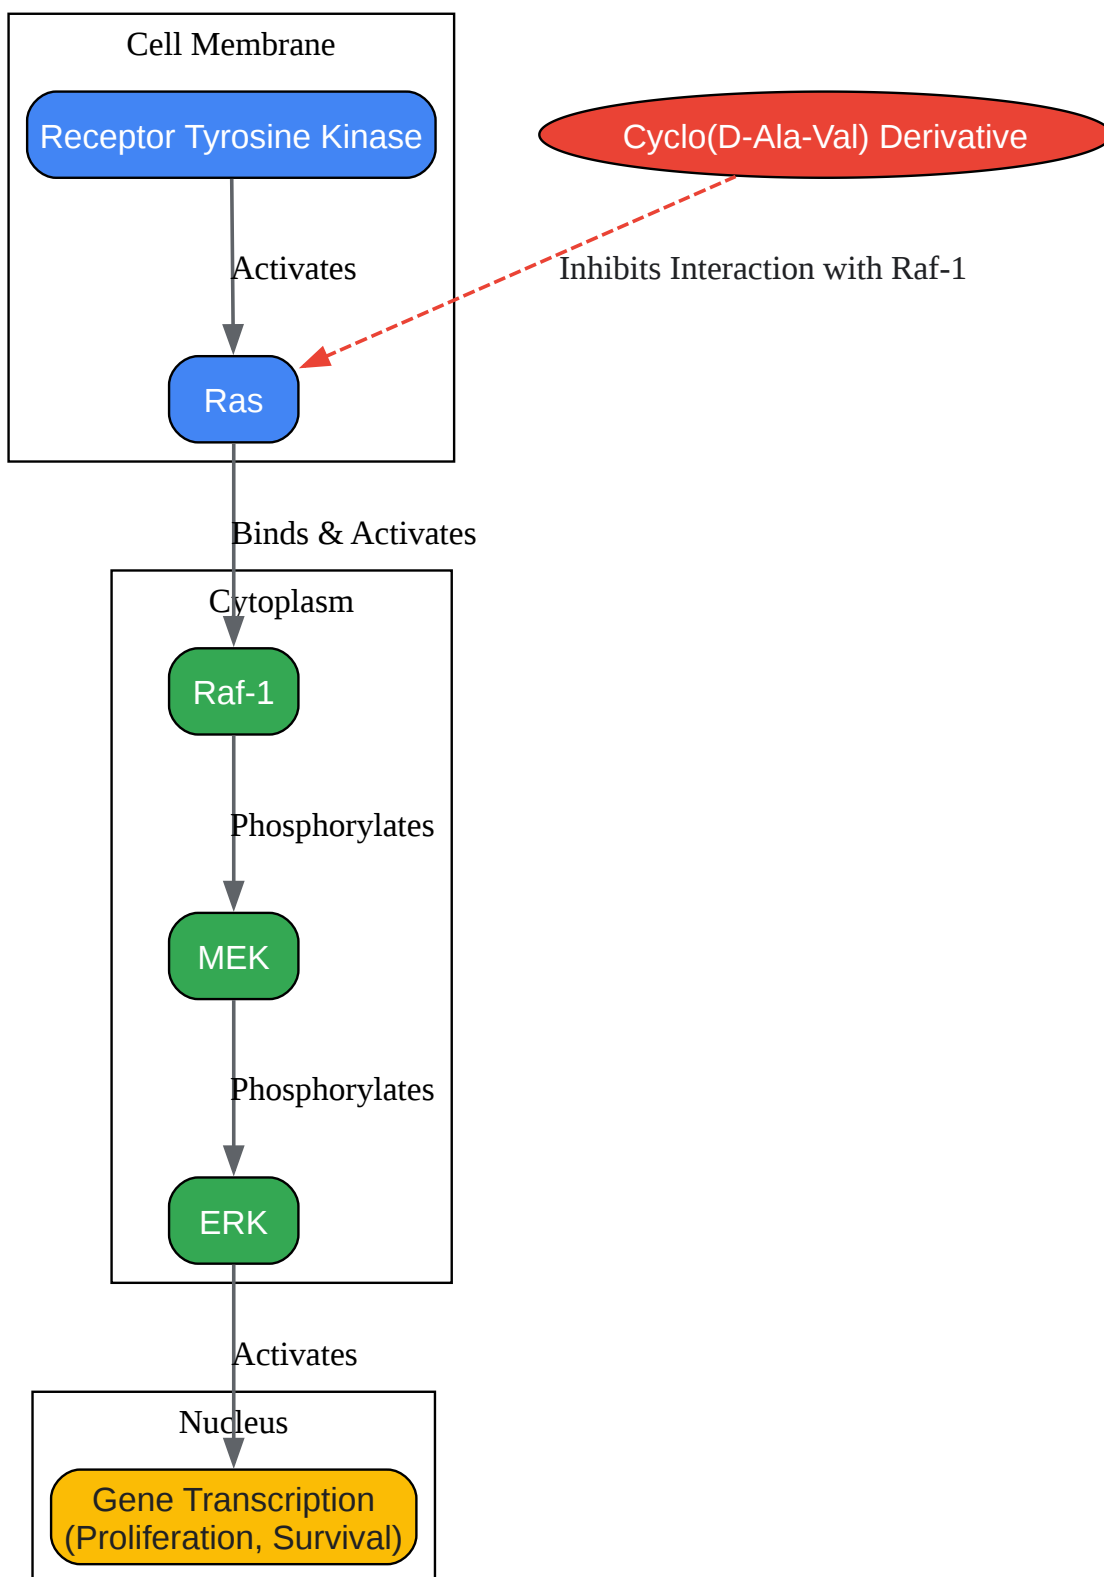 Cell Membrane
Receptor Tyrosine Kinase
Cyclo(D-Ala-Val) Derivative
Activates
Inhibits Interaction with Raf-1
Ras
Binds & Activates
Cytoplasm
Raf-1
Phosphorylates
MEK
Phosphorylates
ERK
Activates
Nucleus
Gene Transcription
(Proliferation, Survival)